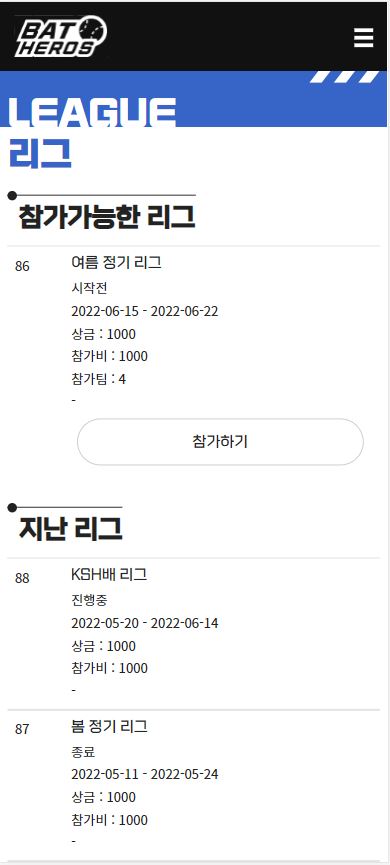 BAT
HEROS
LEAGUE
리그
참가가능한 리그
86
여름 정기 리그
시작전
2022-06-15 - 2022-06-22
상금 : 1000
참가비 : 1000
참가팀 : 4
-
참가하기
지난 리그
88
KSH배 리그
진행중
2022-05-20 - 2022-06-14
상금 : 1000
참가비 : 1000
-
87
봄 정기 리그
종료
2022-05-11 - 2022-05-24
상금 : 1000
참가비 : 1000
-